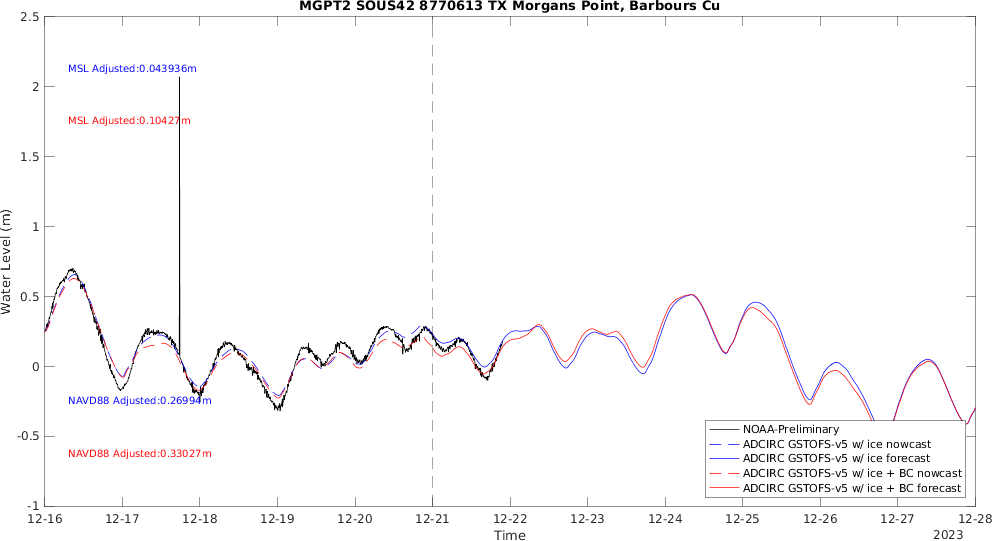 MGPT2 SOUS42 8770613 TX Morgans Point, Barbours Cu
2.5
2
1.5
1
0.5
0
-0.5
-1
Water Level (m)
MSL Adjusted:0.043936m
MSL Adjusted:0.10427m
NAVD88 Adjusted:0.26994m
NAVD88 Adjusted:0.33027m
NOAA-Preliminary
ADCIRC GSTOFS-v5 w/ ice nowcast
ADCIRC GSTOFS-v5 w/ ice forecast
ADCIRC GSTOFS-v5 w/ ice + BC nowcast
ADCIRC GSTOFS-v5 w/ ice + BC forecast
12-16 12-17 12-18 12-19 12-20 12-21 12-22 12-23 12-24 12-25 12-26 12-27 12-28
Time
2023